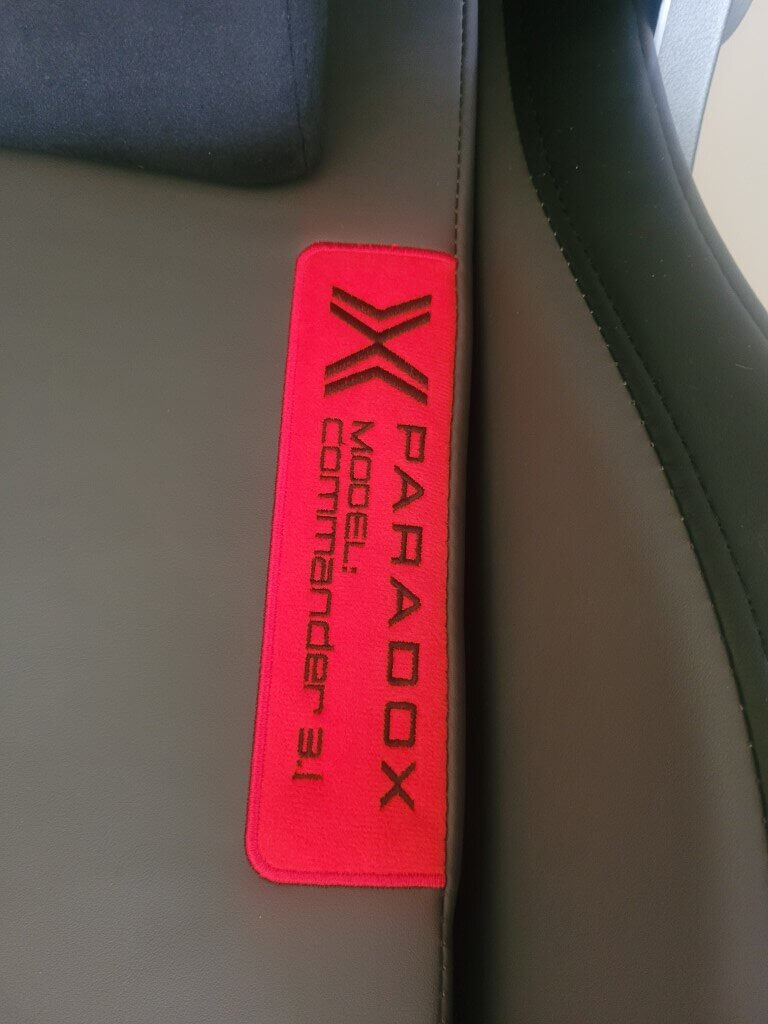 PARADOX
MODEL:
Commander 3.1